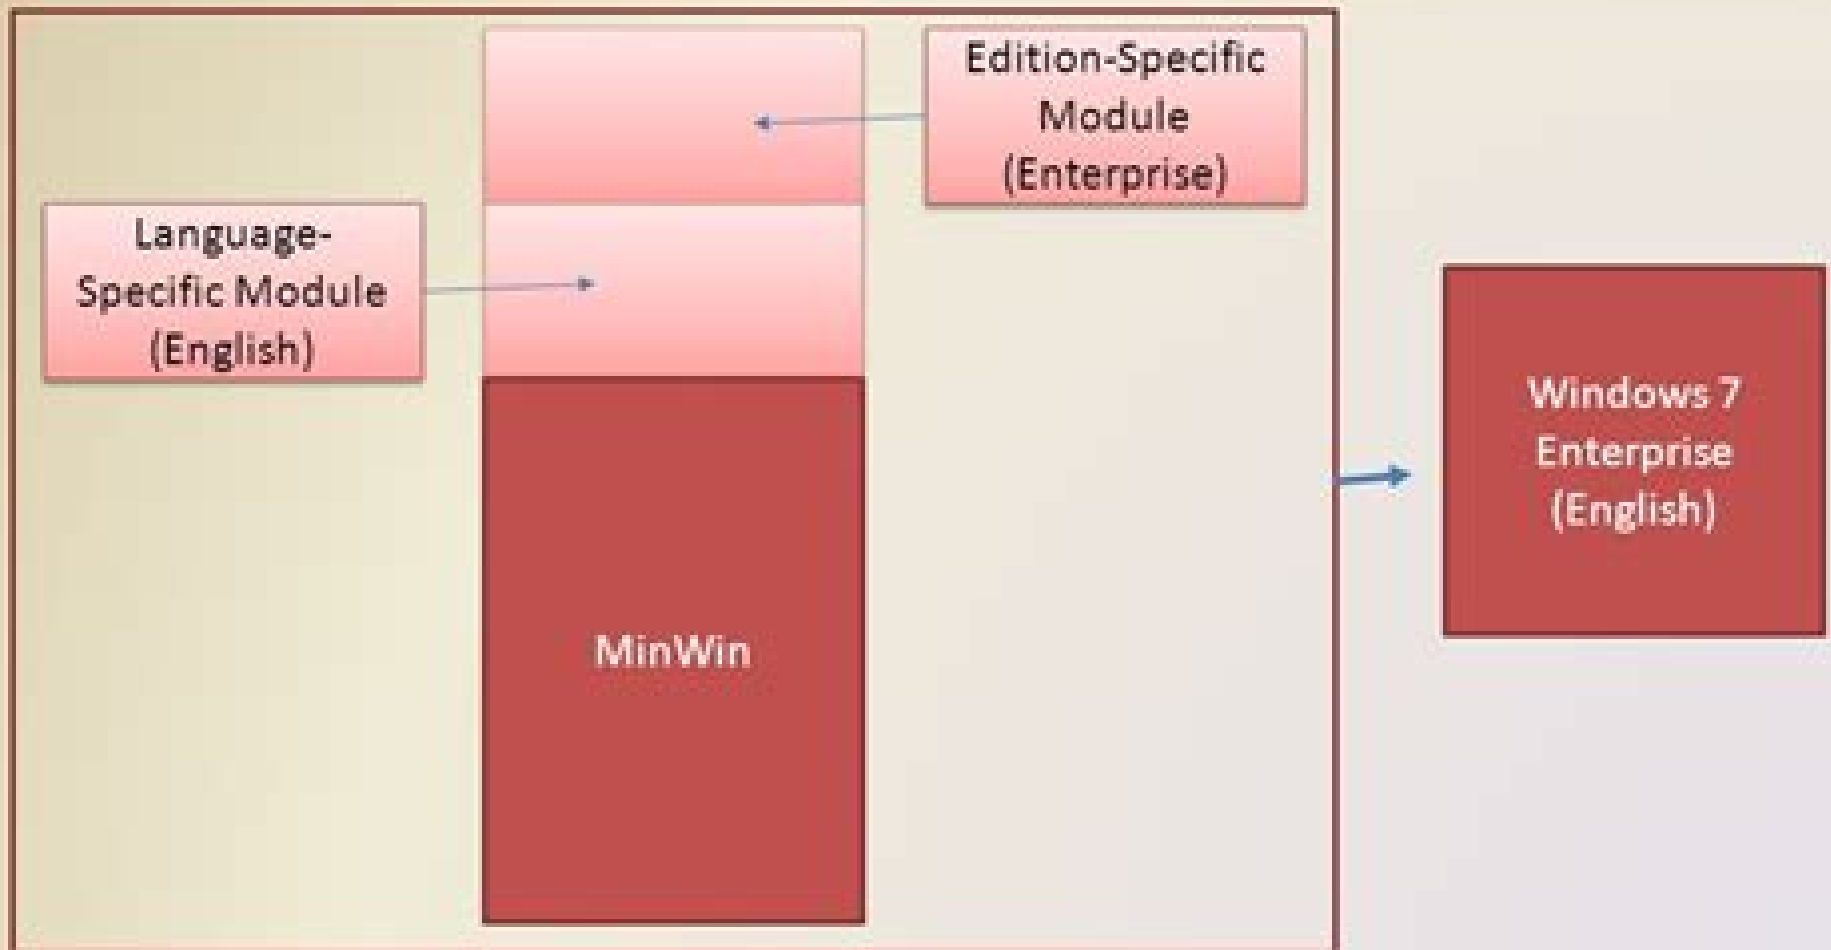 Edition-Specific
Module
(Enterprise)
Language-
Specific Module
(English)
Windows 7
Enterprise
(English)
MinWin